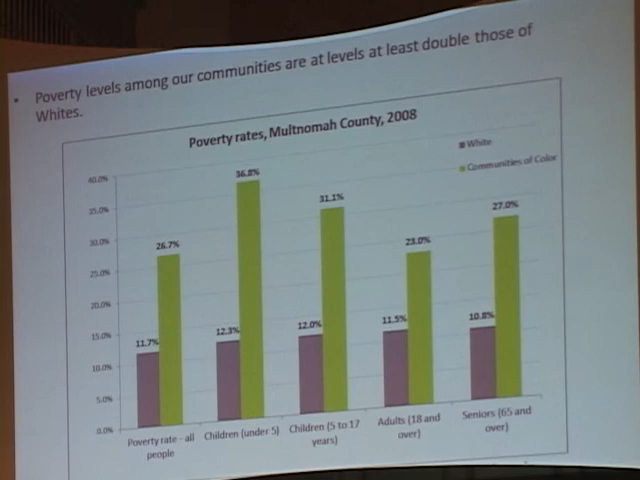 • Poverty levels among our communities are at levels at least double those of
Whites.
Poverty rates, Multnomah County, 2008
White
Communities of Color
40.0%
35.0%
30.0%
25.0%
20.0%
15.0%
10.0%
5.0%
0.0%
11.7%
26.7%
12.3%
36.8%
12.0%
31.1%
11.5%
23.0%
10.8%
27.0%
Poverty rate - all
people
Children (under 5)
Children (5 to 17
years)
Adults (18 and
over)
Seniors (65 and
over)